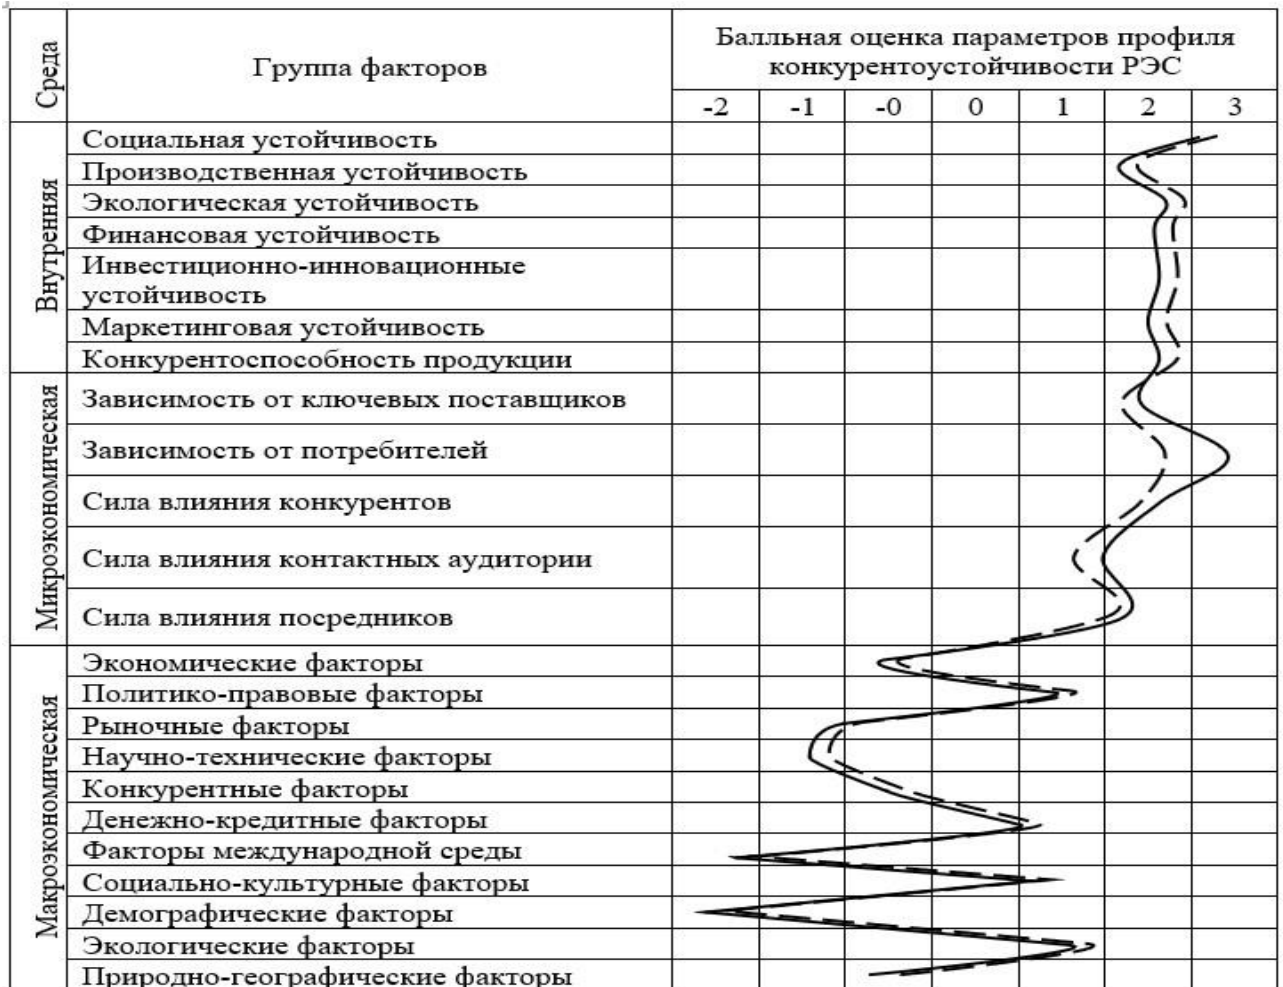 Среда
Группа факторов
Балльная оценка параметров профиля
конкурентоустойчивости РЭС
-2 -1 -0 0 1 2 3
Внутренняя
Социальная устойчивость
Производственная устойчивость
Экологическая устойчивость
Финансовая устойчивость
Инвестиционно-инновационные
устойчивость
Маркетинговая устойчивость
Конкурентоспособность продукции
Микроэкономическая
Зависимость от ключевых поставщиков
Зависимость от потребителей
Сила влияния конкурентов
Сила влияния контактных аудитории
Сила влияния посредников
Макроэкономическая
Экономические факторы
Политико-правовые факторы
Рыночные факторы
Научно-технические факторы
Конкурентные факторы
Денежно-кредитные факторы
Факторы международной среды
Социально-культурные факторы
Демографические факторы
Экологические факторы
Природно-географические факторы